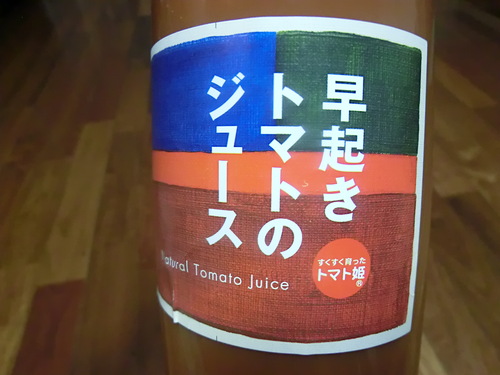 早起き
トマトの
ジュース
Natural Tomato Juice
すくすく育った
トマト姫
®